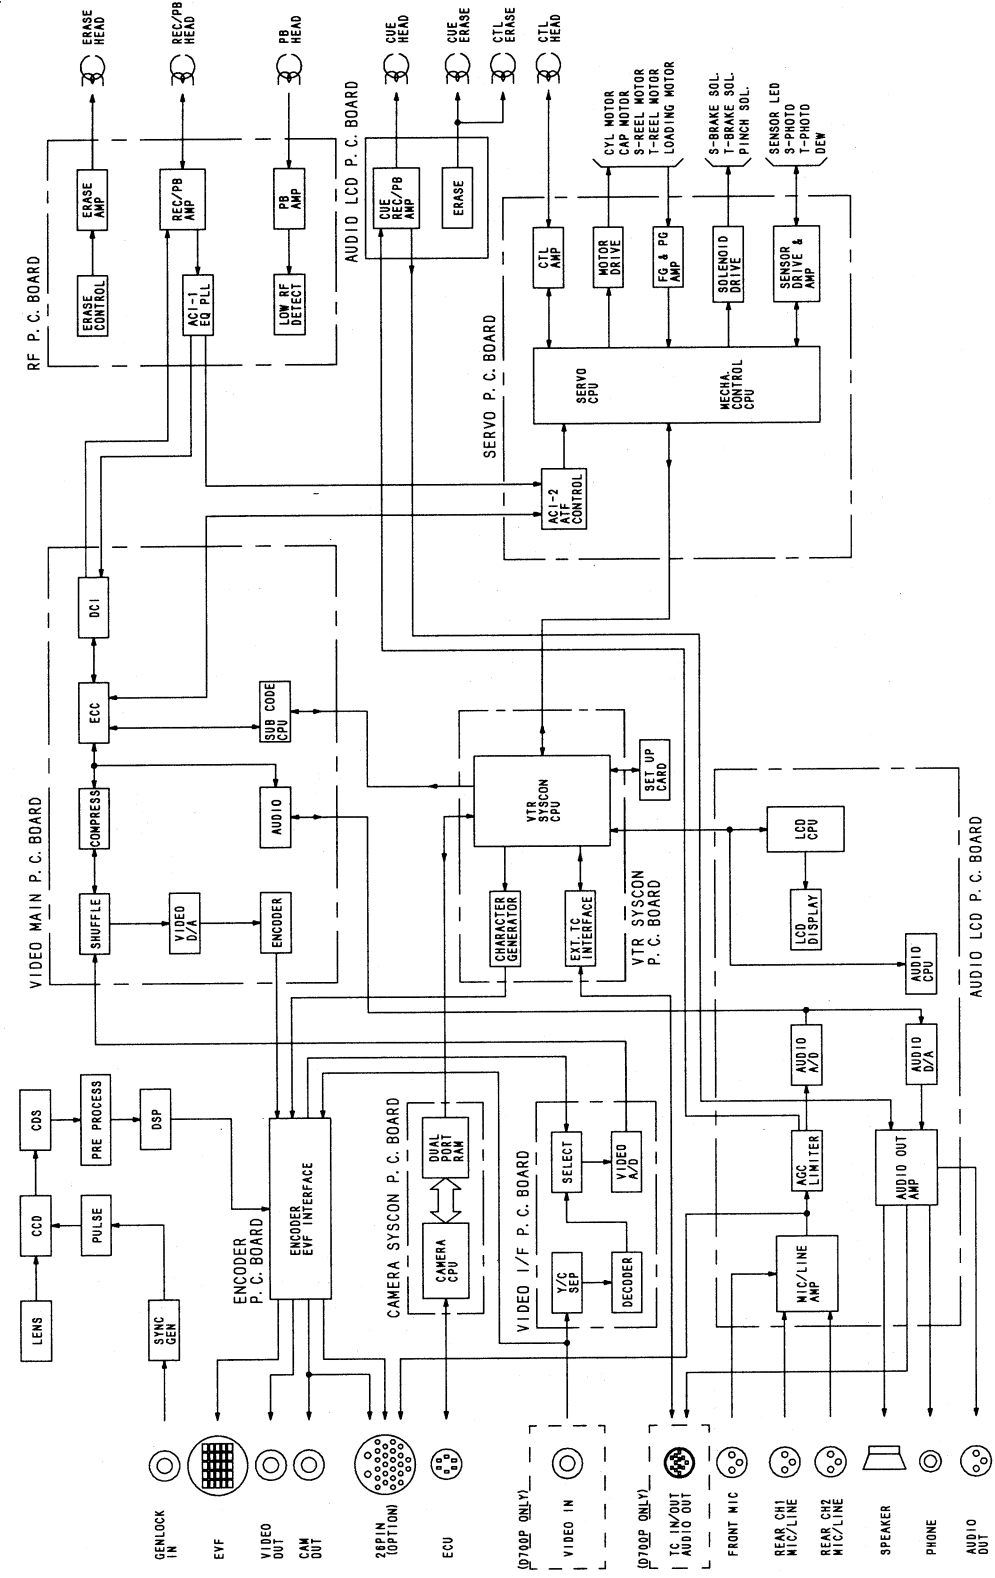 ERASE
HEAD
REC/PB
HEAD
PB
HEAD
CUE
HEAD
CUE
ERASE
CTL
ERASE
CTL
HEAD
RF P. C. BOARD
ERASE
AMP
ERASE
CONTROL
REC/PB
AMP
ACI-1
EQ PLL
PB
AMP
LOW RF
DETECT
AUDIO LCD P. C. BOARD
CUE
REC/PB
AMP
ERASE
CYL MOTOR
CAP MOTOR
S-REEL MOTOR
T-REEL MOTOR
LOADING MOTOR
S-BRAKE SOL.
T-BRAKE SOL.
PINCH SOL.
SENSOR LED
S-PHOTO
T-PHOTO
DEW
SERVO P. C. BOARD
CTL
AMP
MOTOR
DRIVE
FG & PG
AMP
SOLENOID
DRIVE
SENSOR
DRIVE &
AMP
SERVO
CPU
MECHA.
CONTROL
CPU
ACI-2
ATF
CONTROL
VIDEO MAIN P. C. BOARD
DCI
ECC
SUB CODE
CPU
COMPRESS
AUDIO
SHUFFLE
VIDEO
D/A
ENCODER
VTR
SYSCON
CPU
SET UP
CARD
CHARACTER
GENERATOR
EXT. TC
INTERFACE
VTR SYSCON
P. C. BOARD
LCD
CPU
LCD
DISPLAY
AUDIO
CPU
AUDIO LCD P. C. BOARD
AUDIO
A/D
AUDIO
D/A
AGC
LIMITER
AUDIO OUT
AMP
MIC/LINE
AMP
CDS
PRE PROCESS
DSP
CCD
PULSE
LENS
SYNC
GEN
ENCODER
P. C. BOARD
ENCODER
EVF INTERFACE
CAMERA SYSCON P. C. BOARD
DUAL
PORT
RAM
CAMERA
CPU
VIDEO I/F P. C. BOARD
SELECT
VIDEO
A/D
Y/C
SEP
DECODER
GENLOCK
IN
EVF
VIDEO
OUT
CAM
OUT
26PIN
(OPTION)
ECU
(D700P ONLY)
VIDEO IN
(D700P ONLY)
TC IN/OUT
AUDIO OUT
FRONT MIC
REAR CH1
MIC/LINE
REAR CH2
MIC/LINE
SPEAKER
PHONE
AUDIO
OUT